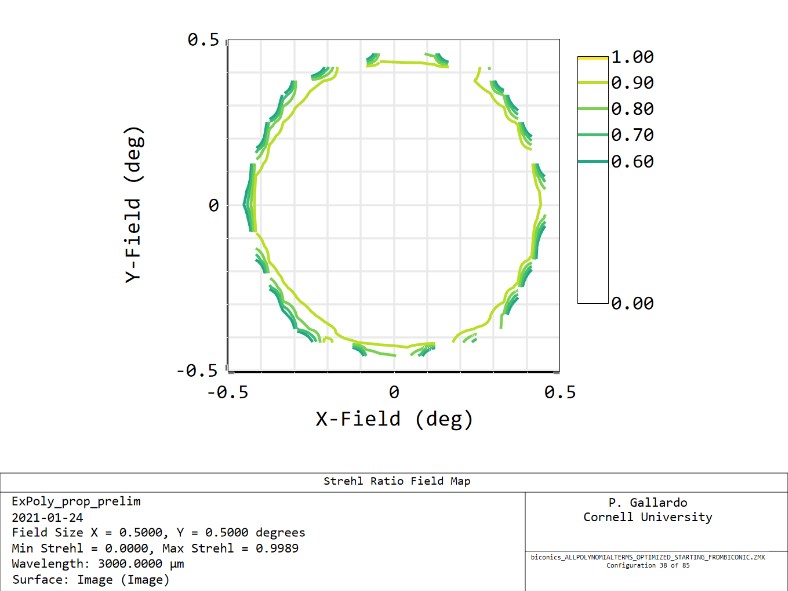 0.5
0
-0.5
Y-Field (deg)
-0.5
0
0.5
X-Field (deg)
1.00
0.90
0.80
0.70
0.60
0.00
Strehl Ratio Field Map
ExPoly_prop_prelim
2021-01-24
Field Size X = 0.5000, Y = 0.5000 degrees
Min Strehl = 0.0000, Max Strehl = 0.9989
Wavelength: 3000.0000 µm
Surface: Image (Image)
P. Gallardo
Cornell University
biconics_ALLPOLYNOMIALTERMS_OPTIMIZED_STARTING_FROMBICONIC.ZMX
Configuration 38 of 85